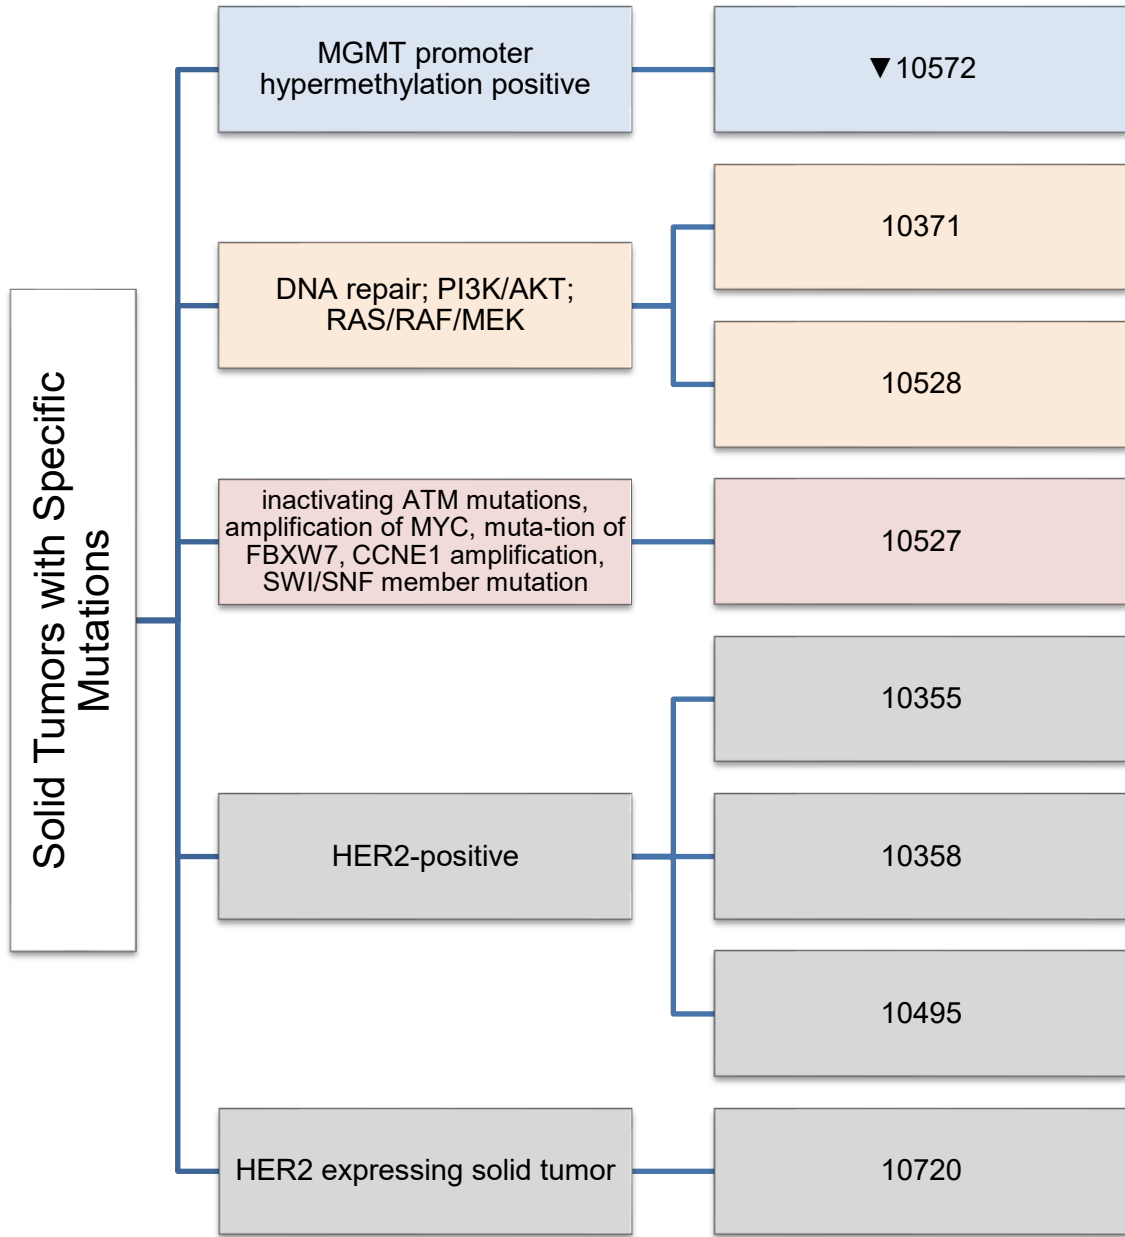 Solid Tumors with Specific
Mutations
MGMT promoter
hypermethylation positive
▼10572
DNA repair; PI3K/AKT;
RAS/RAF/MEK
10371
10528
inactivating ATM mutations,
amplification of MYC, muta-tion of
FBXW7, CCNE1 amplification,
SWI/SNF member mutation
10527
HER2-positive
10355
10358
10495
HER2 expressing solid tumor
10720